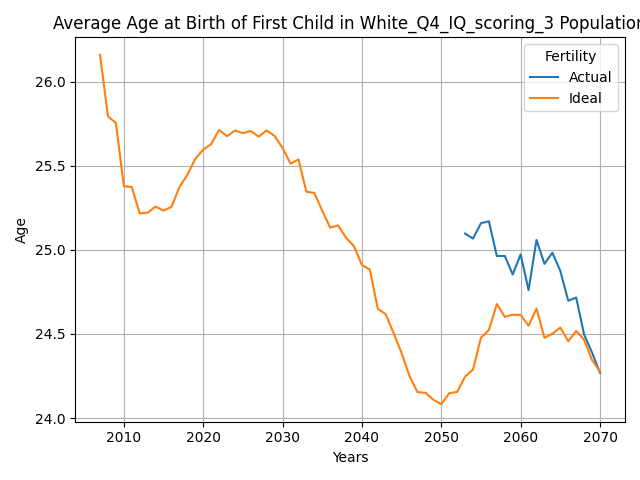 Average Age at Birth of First Child in White_Q4_IQ_scoring_3 Population
Fertility
Actual
Ideal
26.0
25.5
25.0
24.5
24.0
Age
2010
2020
2030
2040
2050
2060
2070
Years